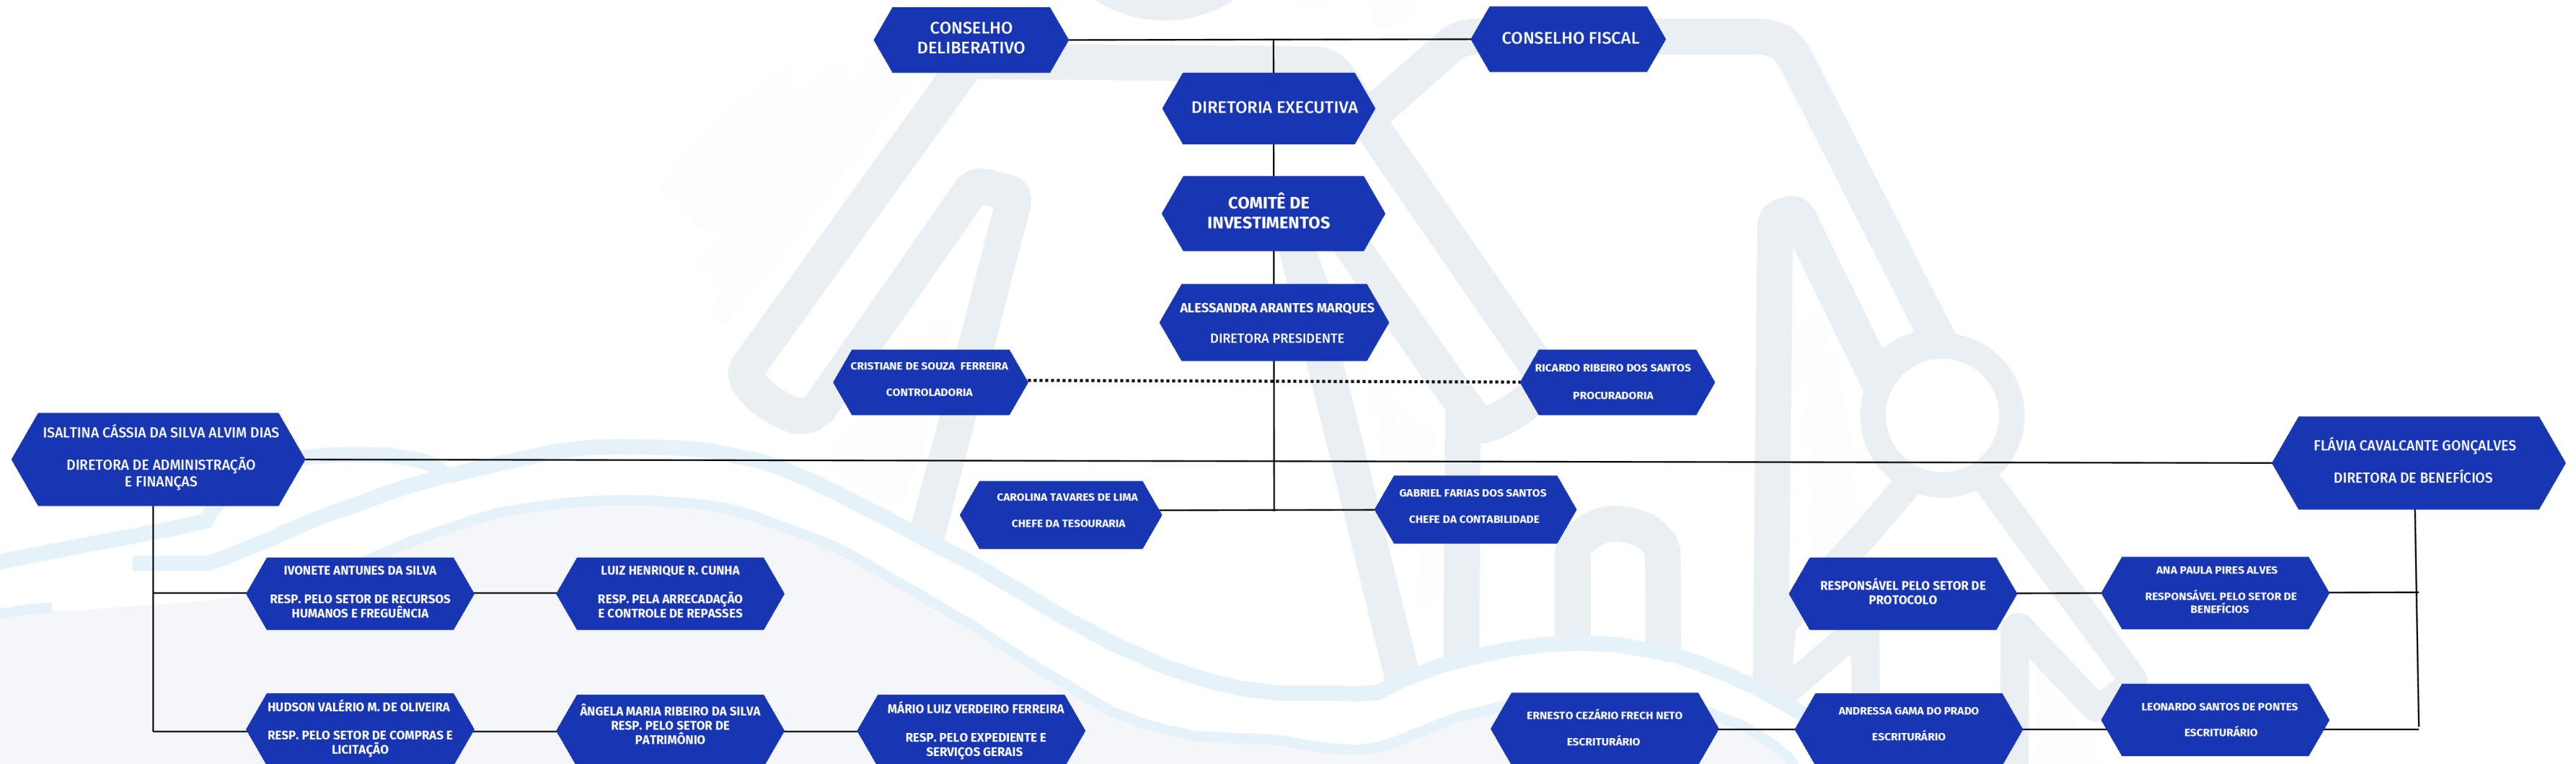 CONSELHO
DELIBERATIVO
CONSELHO FISCAL
DIRETORIA EXECUTIVA
COMITÊ DE
INVESTIMENTOS
ALESSANDRA ARANTES MARQUES
DIRETORA PRESIDENTE
CRISTIANE DE SOUZA FERREIRA
CONTROLADORIA
RICARDO RIBEIRO DOS SANTOS
PROCURADORIA
ISALTINA CÁSSIA DA SILVA ALVIM DIAS
DIRETORA DE ADMINISTRAÇÃO
E FINANÇAS
FLÁVIA CAVALCANTE GONÇALVES
DIRETORA DE BENEFÍCIOS
CAROLINA TAVARES DE LIMA
CHEFE DA TESOURARIA
GABRIEL FARIAS DOS SANTOS
CHEFE DA CONTABILIDADE
IVONETE ANTUNES DA SILVA
RESP. PELO SETOR DE RECURSOS
HUMANOS E FREGUÊNCIA
LUIZ HENRIQUE R. CUNHA
RESP. PELA ARRECADAÇÃO
E CONTROLE DE REPASSES
RESPONSÁVEL PELO SETOR DE
PROTOCOLO
ANA PAULA PIRES ALVES
RESPONSÁVEL PELO SETOR DE
BENEFÍCIOS
HUDSON VALÉRIO M. DE OLIVEIRA
RESP. PELO SETOR DE COMPRAS E
LICITAÇÃO
ÂNGELA MARIA RIBEIRO DA SILVA
RESP. PELO SETOR DE
PATRIMÔNIO
MÁRIO LUIZ VERDEIRO FERREIRA
RESP. PELO EXPEDIENTE E
SERVIÇOS GERAIS
ERNESTO CEZÁRIO FRECH NETO
ESCRITURÁRIO
ANDRESSA GAMA DO PRADO
ESCRITURÁRIO
LEONARDO SANTOS DE PONTES
ESCRITURÁRIO